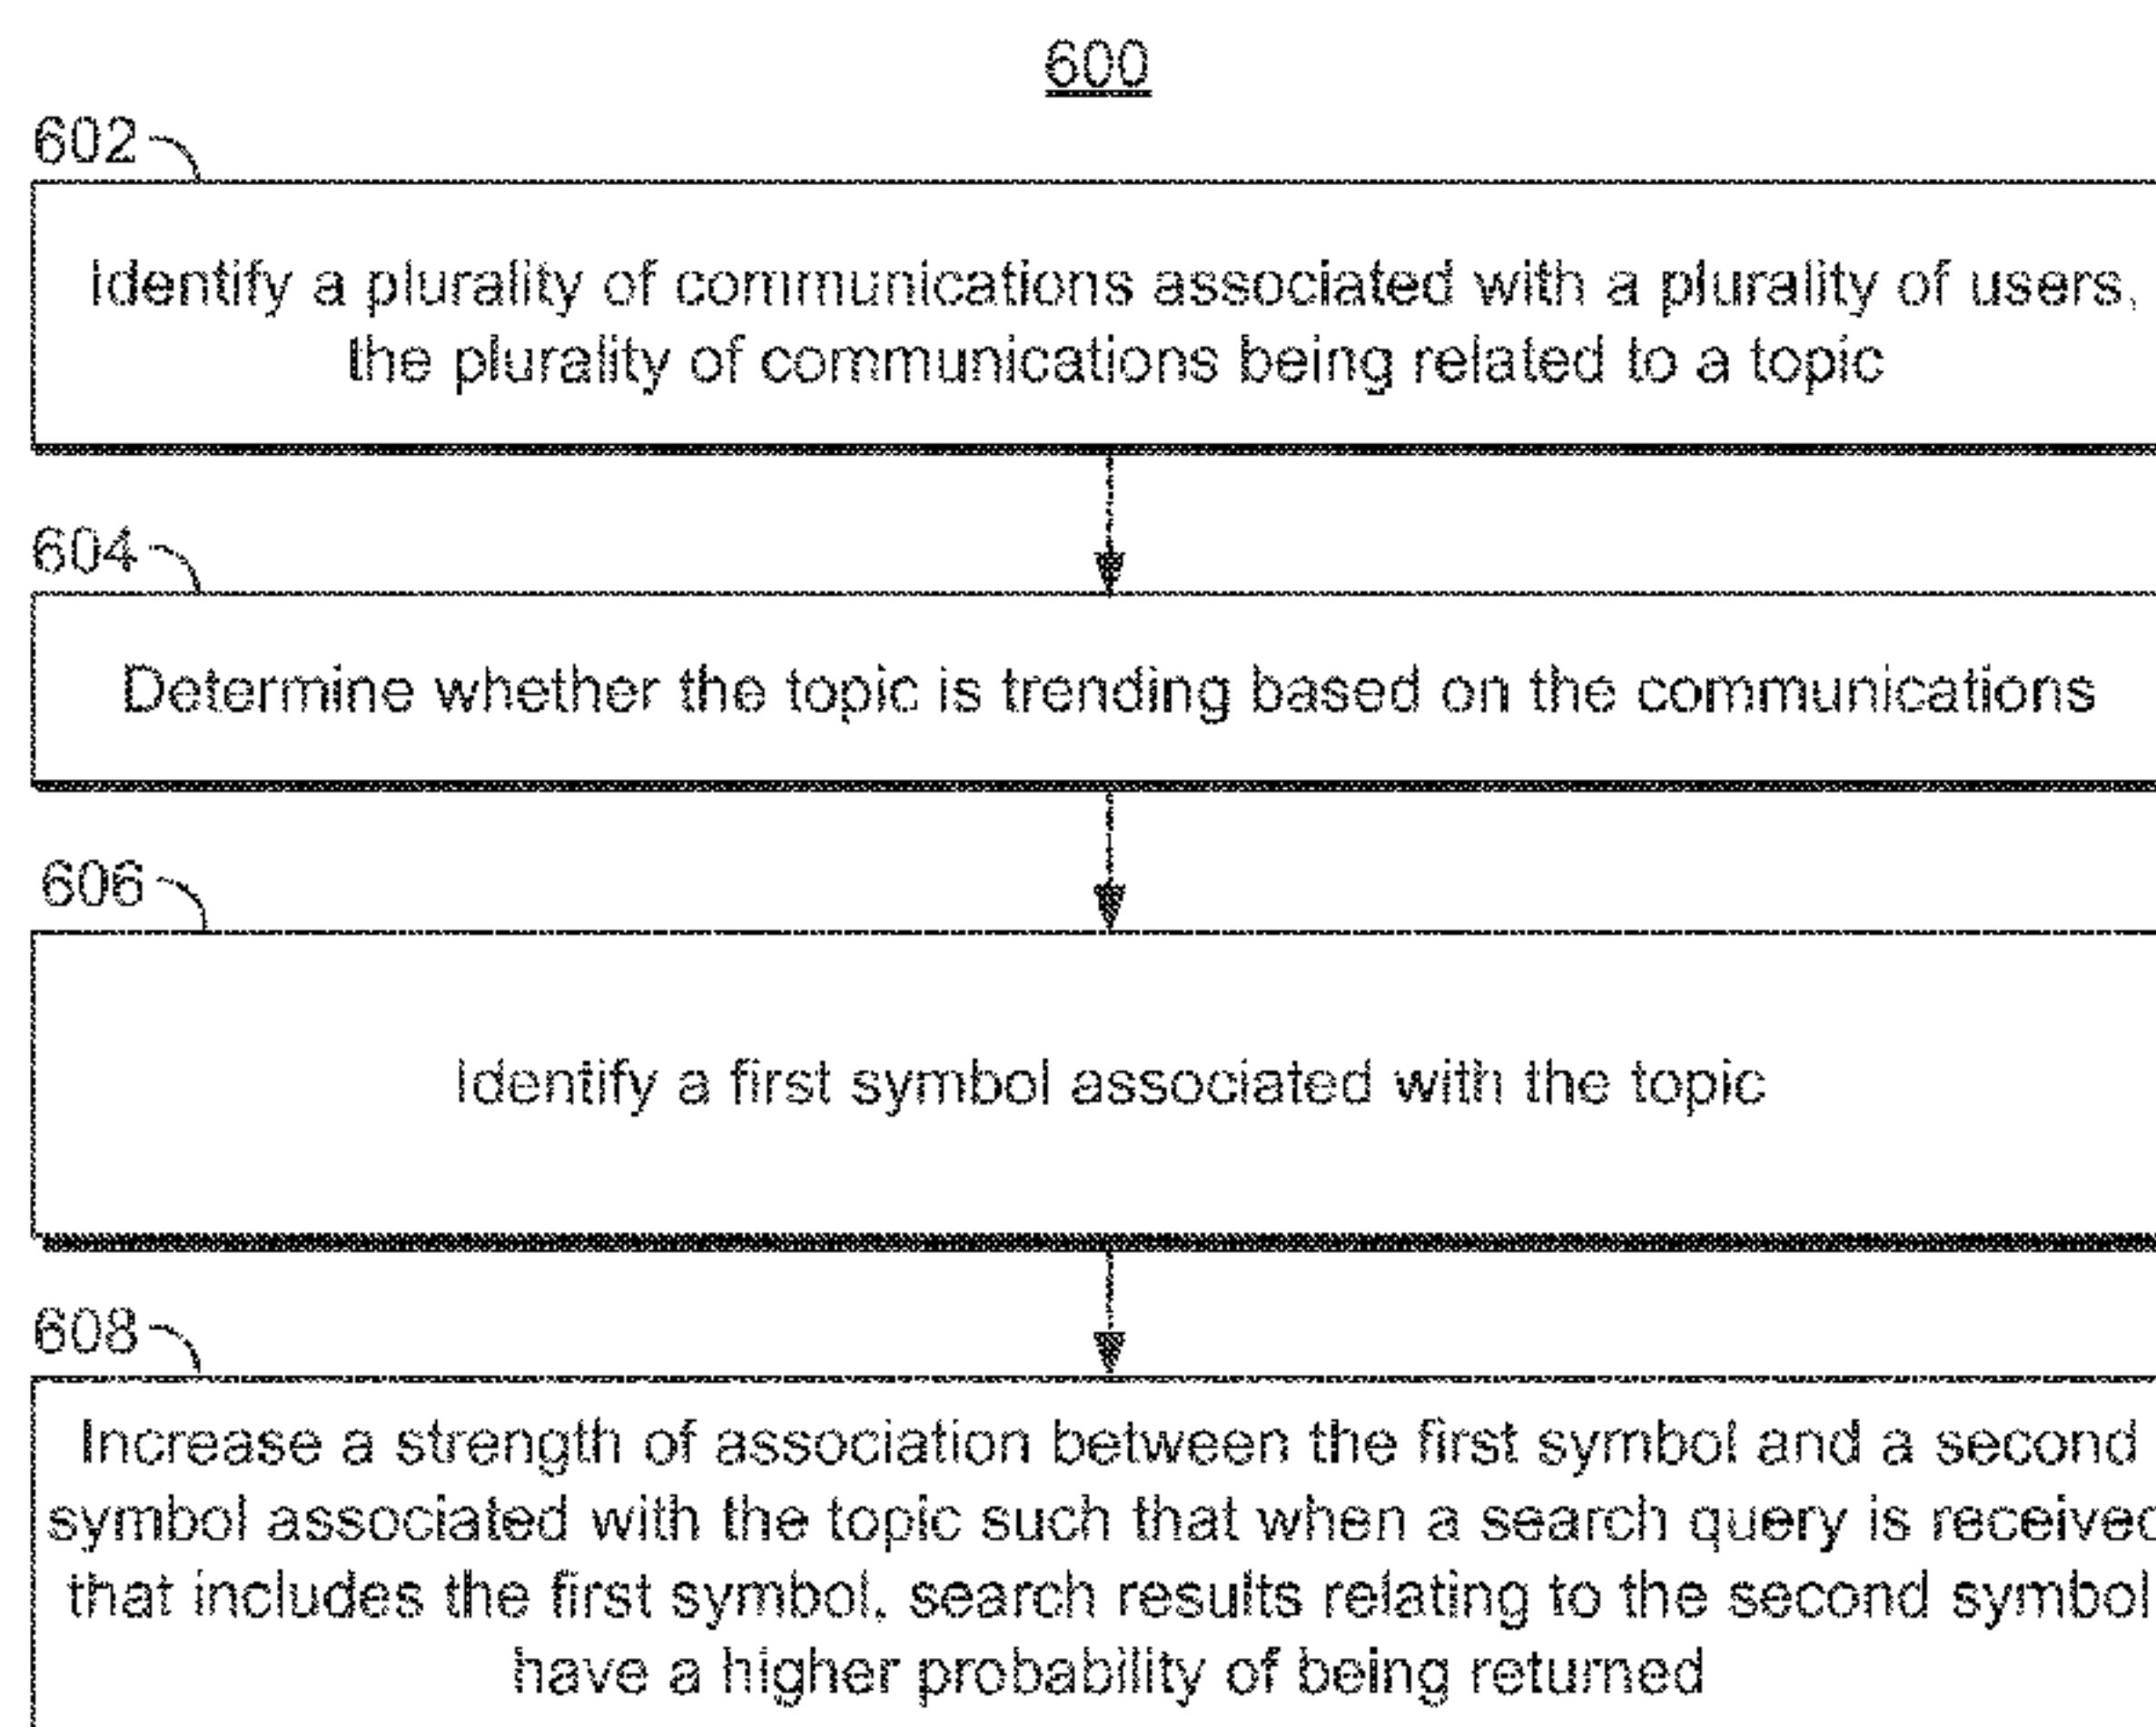 600
602
Identify a plurality of communications associated with a plurality of users,
the plurality of communications being related to a topic
604
Determine whether the topic is trending based on the communications
606
Identify a first symbol associated with the topic
608
Increase a strength of association between the first symbol and a second
symbol associated with the topic such that when a search query is received
that includes the first symbol, search results relating to the second symbol
have a higher probability of being returned